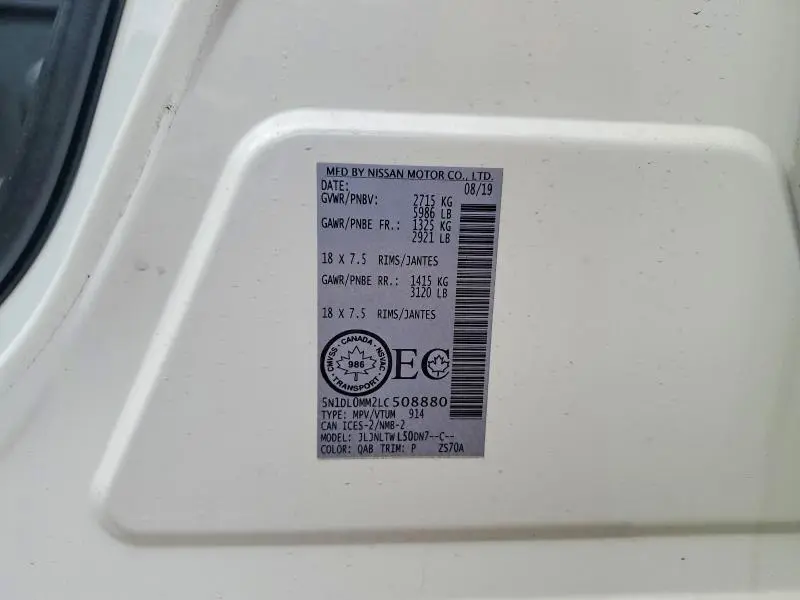 MFD BY NISSAN MOTOR CO., LTD.
DATE: 08/19
GVWR/PNBV: 2715 KG
5986 LB
GAWR/PNBE FR.: 1325 KG
2921 LB
18 X 7.5 RIMS/JANTES
GAWR/PNBE RR.: 1415 KG
3120 LB
18 X 7.5 RIMS/JANTES
CMVSS · CANADA · NSVAC · TRANSPORT ·
986
EC
5N1DL0MM2LC508880
TYPE: MPV/VTUM 914
CAN ICES-2/NMB-2
MODEL: JLJNLTW L50DN7--C--
COLOR: QAB TRIM: P ZS70A